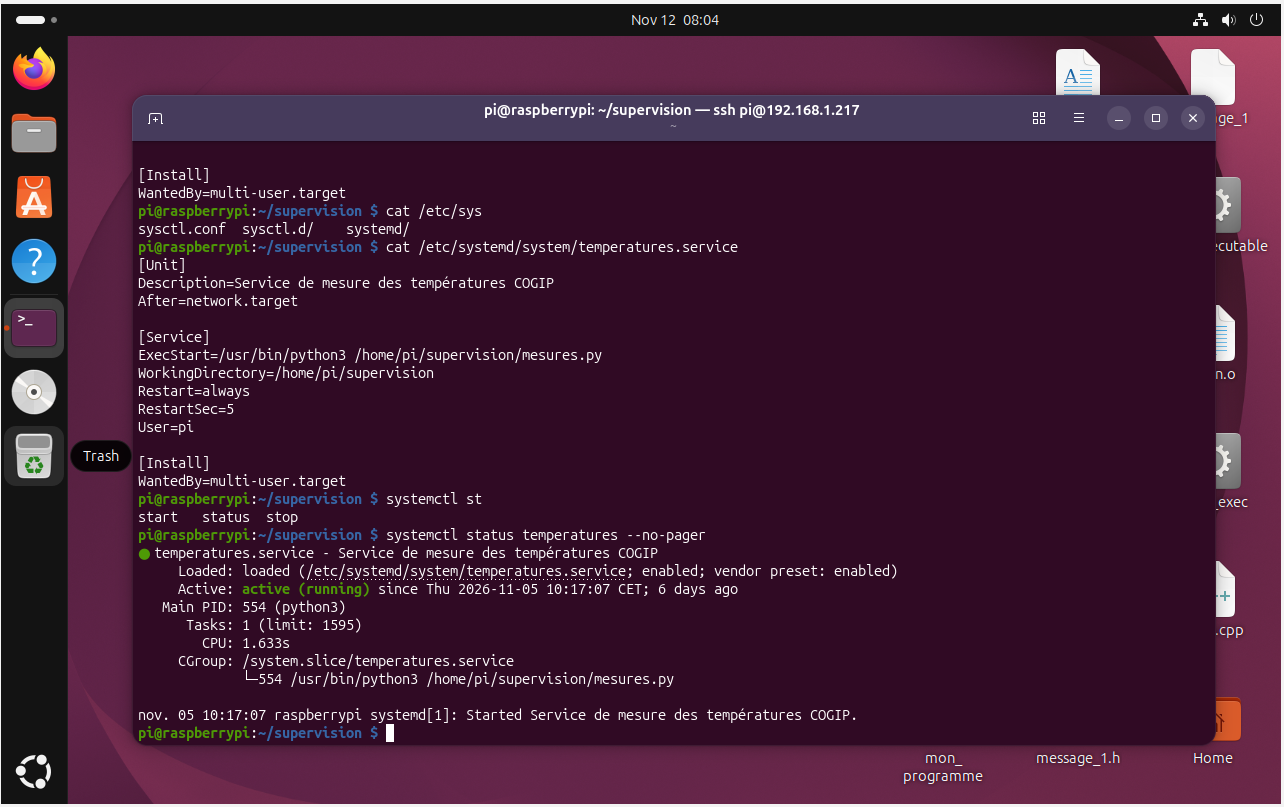 Nov 12 08:04
pi@raspberrypi: ~/supervision — ssh pi@192.168.1.217
~
[Install]
WantedBy=multi-user.target
pi@raspberrypi:~/supervision $ cat /etc/sys
sysctl.conf sysctl.d/ systemd/
pi@raspberrypi:~/supervision $ cat /etc/systemd/system/temperatures.service
[Unit]
Description=Service de mesure des températures COGIP
After=network.target
[Service]
ExecStart=/usr/bin/python3 /home/pi/supervision/mesures.py
WorkingDirectory=/home/pi/supervision
Restart=always
RestartSec=5
User=pi
[Install]
WantedBy=multi-user.target
pi@raspberrypi:~/supervision $ systemctl st
start status stop
pi@raspberrypi:~/supervision $ systemctl status temperatures --no-pager
● temperatures.service - Service de mesure des températures COGIP
Loaded: loaded (/etc/systemd/system/temperatures.service; enabled; vendor preset: enabled)
Active: active (running) since Thu 2026-11-05 10:17:07 CET; 6 days ago
Main PID: 554 (python3)
Tasks: 1 (limit: 1595)
CPU: 1.633s
CGroup: /system.slice/temperatures.service
└─554 /usr/bin/python3 /home/pi/supervision/mesures.py
nov. 05 10:17:07 raspberrypi systemd[1]: Started Service de mesure des températures COGIP.
pi@raspberrypi:~/supervision $
Trash
ge_1
cutable
n.o
_exec
.cpp
mon_
programme
message_1.h
Home